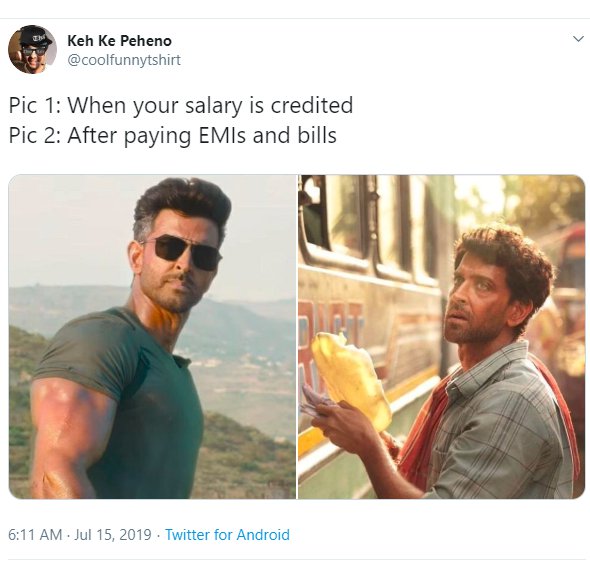 Keh Ke Peheno
@coolfunnytshirt
Pic 1: When your salary is credited
Pic 2: After paying EMIs and bills
6:11 AM · Jul 15, 2019 · Twitter for Android